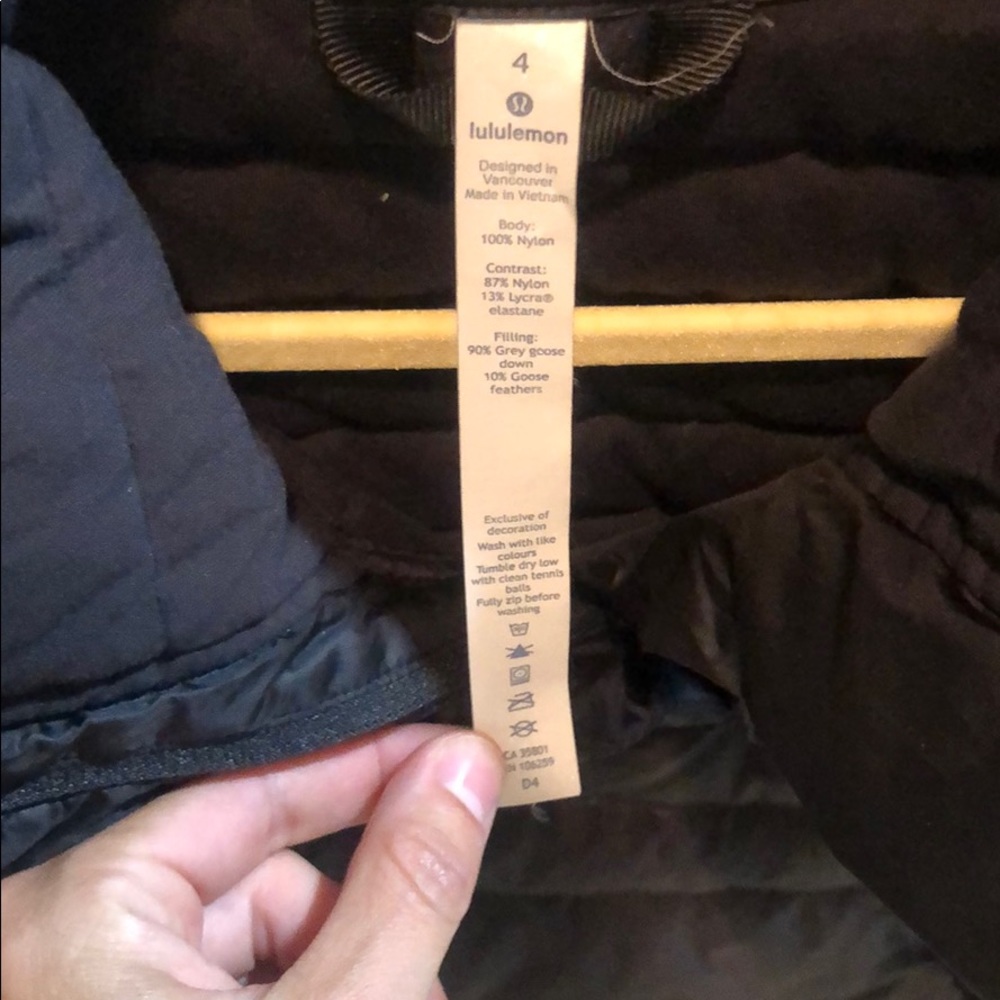 4
lululemon
Designed in
Vancouver
Made in Vietnam
Body:
100% Nylon
Contrast:
87% Nylon
13% Lycra®
elastane
Filling:
90% Grey goose
down
10% Goose
feathers
Exclusive of
decoration
Wash with like
colours
Tumble dry low
with clean tennis
balls
Fully zip before
washing
CA 35801
106259
D4